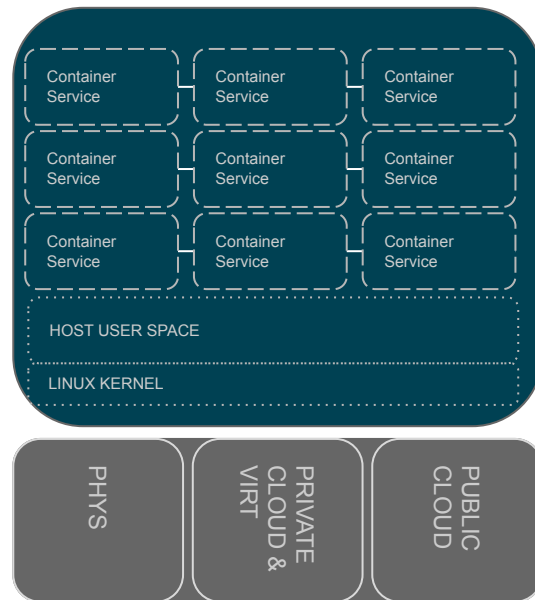 Container
Service
Container
Service
Container
Service
Container
Service
Container
Service
Container
Service
Container
Service
Container
Service
Container
Service
HOST USER SPACE
LINUX KERNEL
PHYS
PRIVATE
CLOUD &
VIRT
PUBLIC
CLOUD